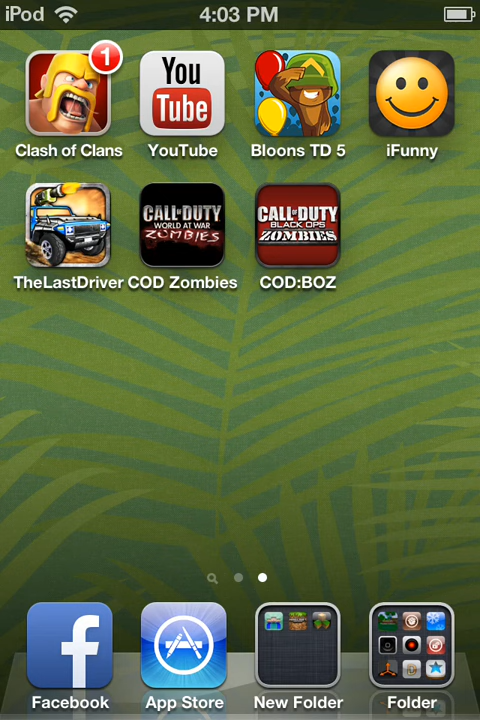 iPod 4:03 PM
1
You
Tube
CALL OF DUTY
WORLD AT WAR
ZOMBIES
CALL OF DUTY
BLACK OPS
ZOMBIES
Clash of Clans YouTube Bloons TD 5 iFunny
TheLastDriver COD Zombies COD:BOZ
f
Facebook App Store New Folder Folder